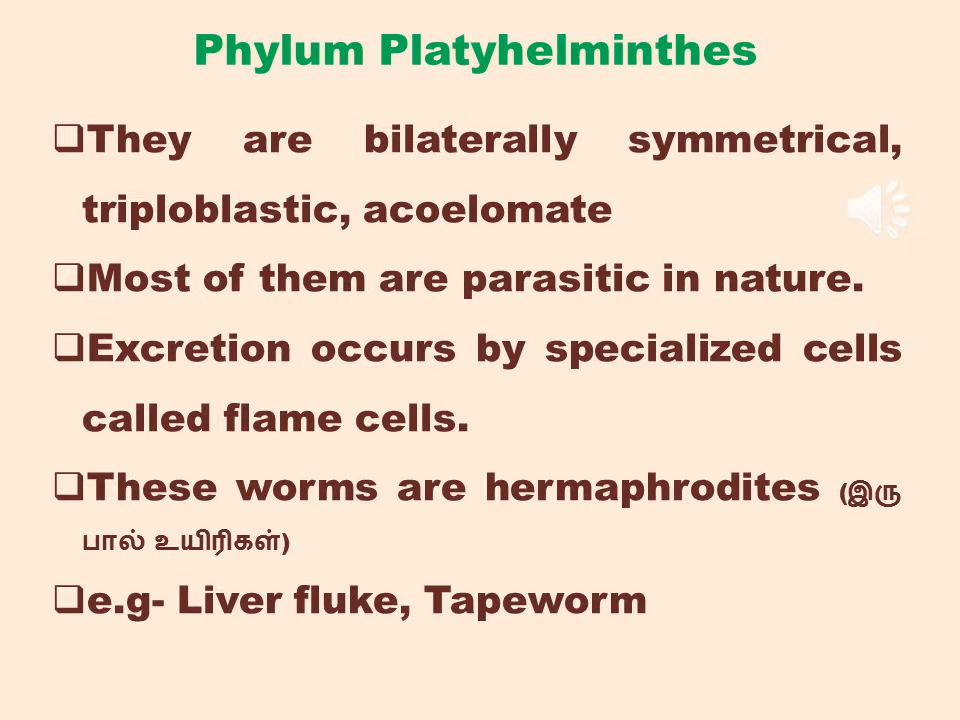 Phylum Platyhelminthes
❑They are bilaterally symmetrical,
triploblastic, acoelomate
❑Most of them are parasitic in nature.
❑Excretion occurs by specialized cells
called flame cells.
❑These worms are hermaphrodites (இரு
பால் உயிரிகள்)
❑e.g- Liver fluke, Tapeworm